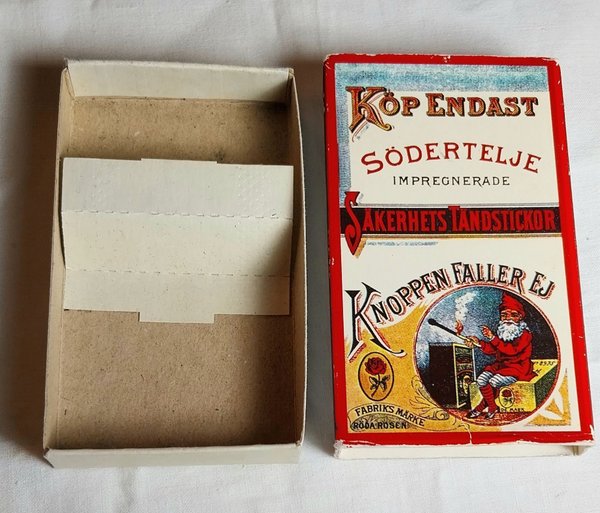 KÖP ENDAST
SÖDERTELJE
IMPREGNERADE
SÄKERHETS TÄNDSTICKOR
KNOPPEN FALLER EJ
FABRIKS MÄRKE
RÖDA ROSEN